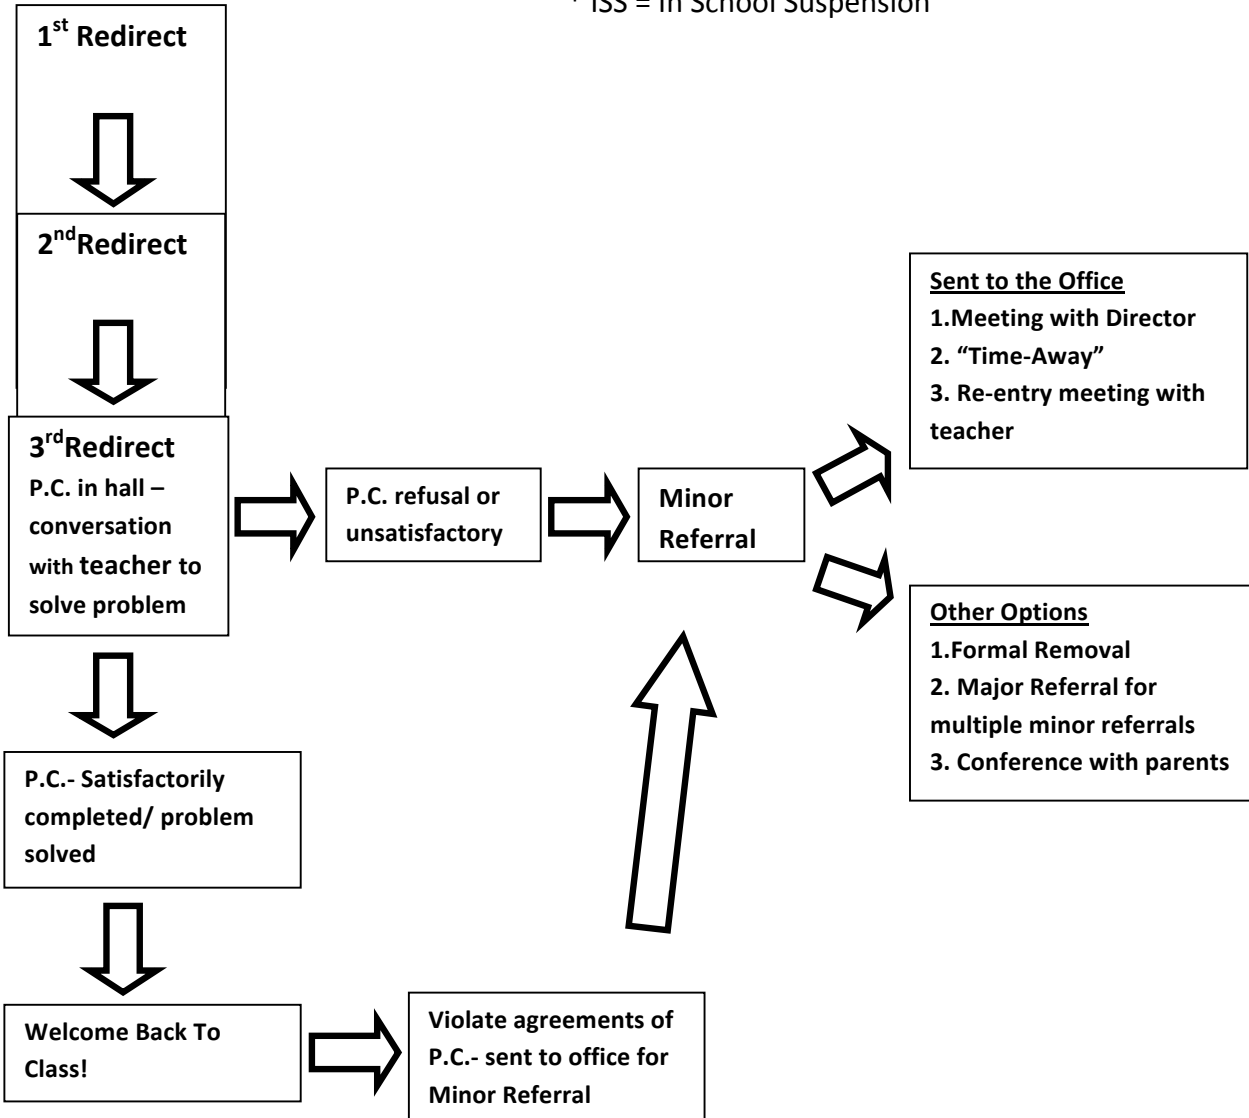 * ISS = In School Suspension
1st Redirect
2ndRedirect
3rdRedirect
P.C. in hall –
conversation
with teacher to
solve problem
P.C. refusal or
unsatisfactory
Minor
Referral
Sent to the Office
1.Meeting with Director
2. “Time-Away”
3. Re-entry meeting with
teacher
Other Options
1.Formal Removal
2. Major Referral for
multiple minor referrals
3. Conference with parents
P.C.- Satisfactorily
completed/ problem
solved
Welcome Back To
Class!
Violate agreements of
P.C.- sent to office for
Minor Referral